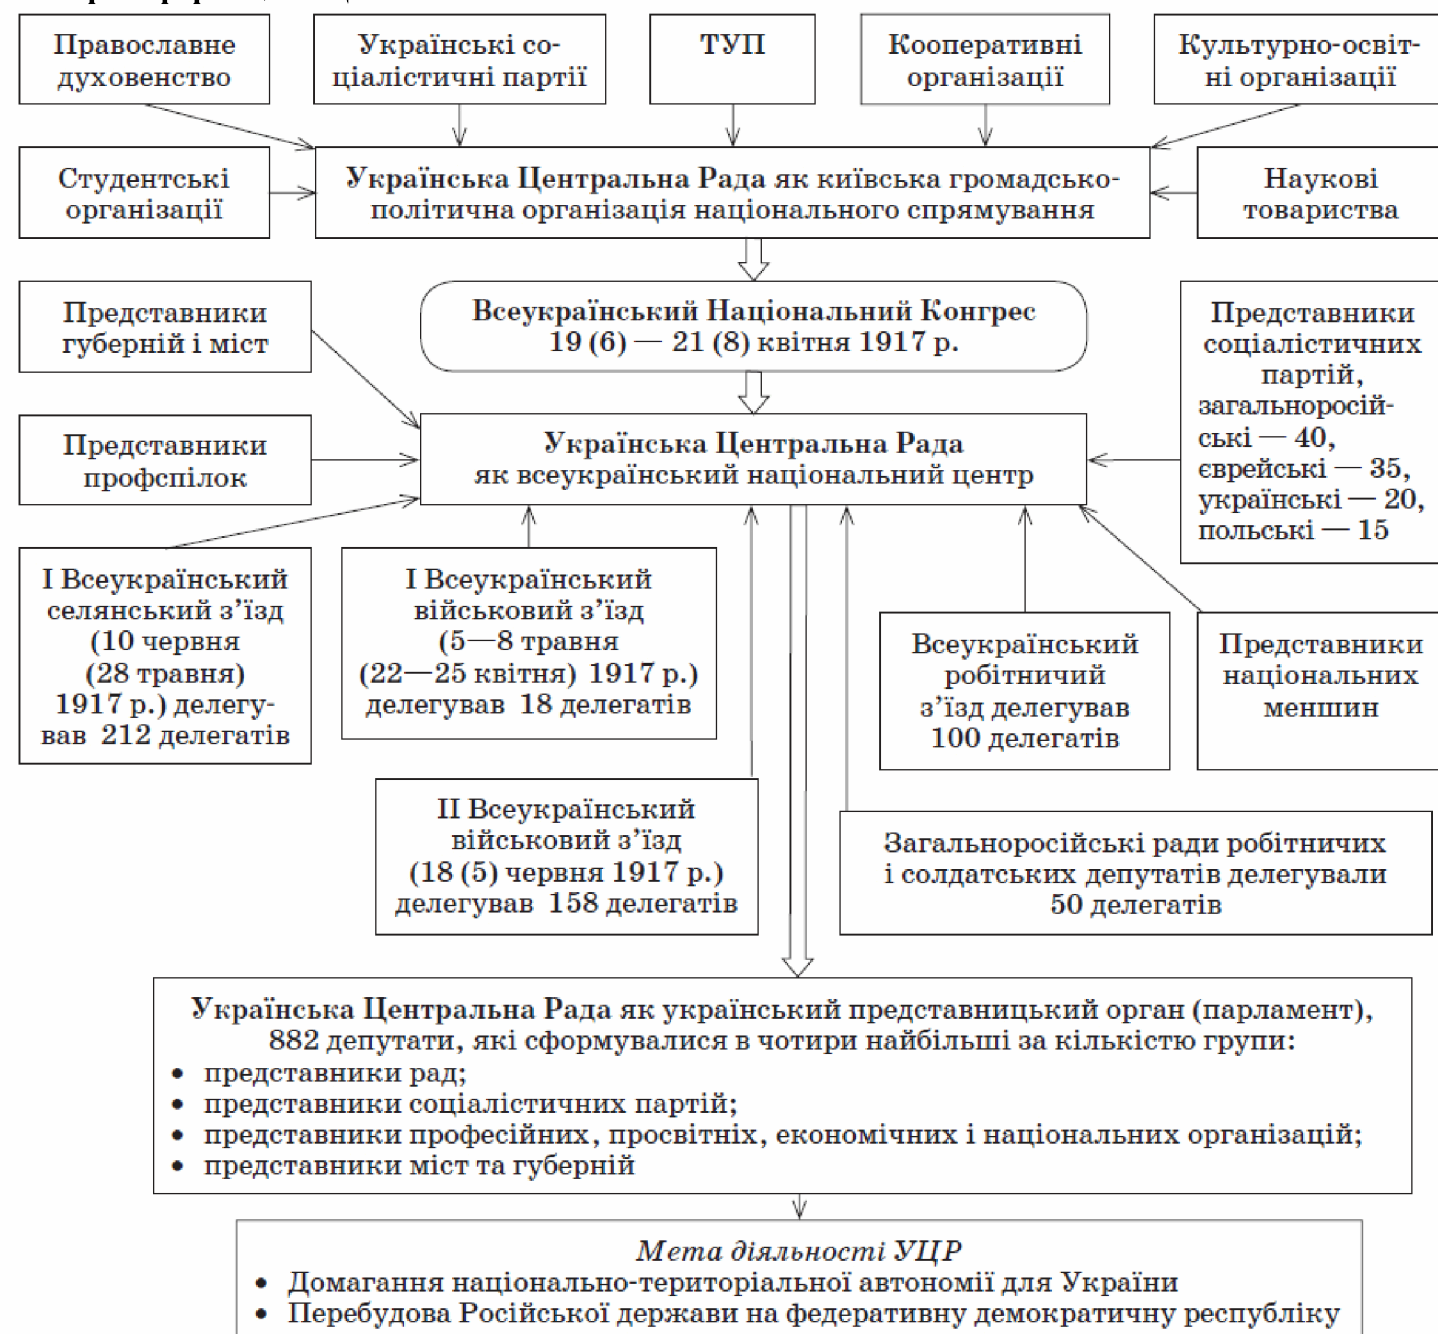 Православне
духовенство
Українські со-
ціалістичні партії
ТУП
Кооперативні
організації
Культурно-освіт-
ні організації
Студентські
організації
Українська Центральна Рада як київська громадсько-
політична організація національного спрямування
Наукові
товариства
Всеукраїнський Національний Конгрес
19 (6) — 21 (8) квітня 1917 р.
Представники
губерній і міст
Представники
соціалістичних
партій,
загальноросій-
ські — 40,
єврейські — 35,
українські — 20,
польські — 15
Українська Центральна Рада
як всеукраїнський національний центр
Представники
профспілок
І Всеукраїнський
селянський з’їзд
(10 червня
(28 травня)
1917 р.) делегу-
вав 212 делегатів
І Всеукраїнський
військовий з’їзд
(5—8 травня
(22—25 квітня) 1917 р.)
делегував 18 делегатів
Всеукраїнський
робітничий
з’їзд делегував
100 делегатів
Представники
національних
меншин
ІІ Всеукраїнський
військовий з’їзд
(18 (5) червня 1917 р.)
делегував 158 делегатів
Загальноросійські ради робітничих
і солдатських депутатів делегували
50 делегатів
Українська Центральна Рада як український представницький орган (парламент),
882 депутати, які сформувалися в чотири найбільші за кількістю групи:
• представники рад;
• представники соціалістичних партій;
• представники професійних, просвітніх, економічних і національних організацій;
• представники міст та губерній
Мета діяльності УЦР
• Домагання національно-територіальної автономії для України
• Перебудова Російської держави на федеративну демократичну республіку